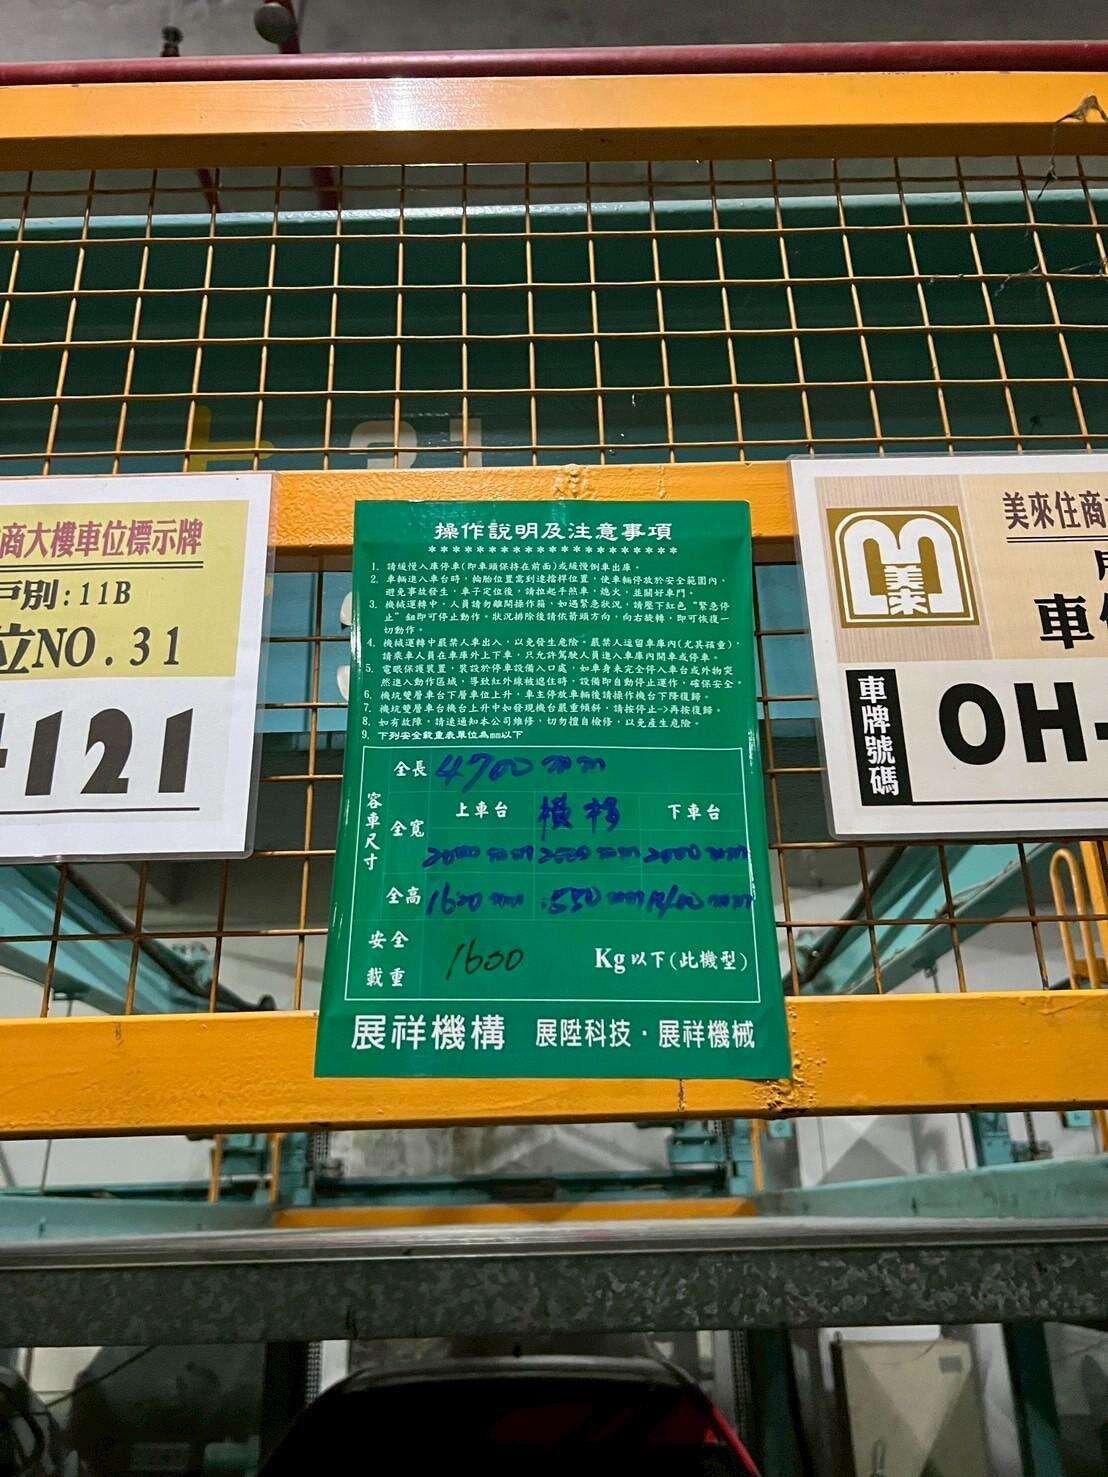 操作說明及注意事項
********************
1. 請緩慢入庫停車(即車頭保持在前面)或緩慢倒車出庫。
2. 車輛進入車台時，輪胎位置需到達擋桿位置，使車輛停放於安全範圍內，
避免事故發生，車子定位後，請拉起手煞車，熄火，並關好車門。
3. 機械運轉中，人員請勿離開操作箱，如遇緊急狀況，請壓下紅色"緊急停
止"鈕即可停止動作。狀況排除後請依箭頭方向，向右旋轉，即可恢復一
切動作。
4. 機械運轉中嚴禁人車出入，以免發生危險。嚴禁人逗留車庫內(尤其孩童)，
請乘車人員在車庫外上下車，只允許駕駛人員進入車庫內開車或停車。
5. 電眼保護裝置，裝設於停車設備入口處，如車身未完全停入車台或外物突
然進入動作區域，導致紅外線被遮住時，設備即自動停止運作，確保安全。
6. 機坑雙層車台下層車位上升，車主停放車輛後請操作機台下降復歸。
7. 機坑雙層車台機台上升中如發現機台嚴重傾斜，請按停止->再按復歸。
8. 如有故障，請速通知本公司維修，切勿擅自檢修，以免產生危險。
9. 下列安全載重表單位為mm以下
容車尺寸
全長 4700 mm
全寬 上車台 橫移 下車台
2000 mm 2000 mm 2000 mm
全高 1620 mm 1550 mm
安全
載重 1600 Kg以下(此機型)
展祥機構 展陞科技・展祥機械
商大樓車位標示牌
戶別:11B
位NO.31
-121
美來
美來住商
車
車牌號碼
OH-